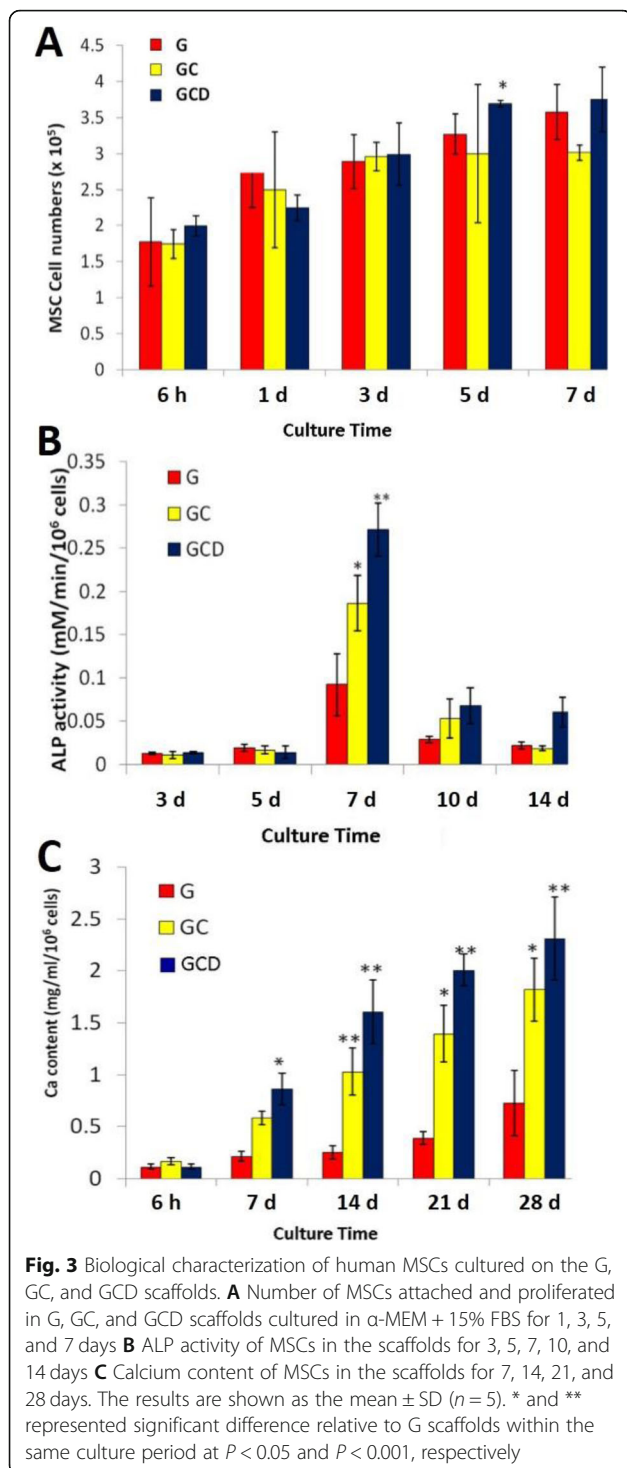 A
G
GC
GCD
*
MSC Cell numbers (x 10⁵)
4.5
4
3.5
3
2.5
2
1.5
1
0.5
0
6 h 1 d 3 d 5 d 7 d
Culture Time
B
G
GC
GCD
*
**
ALP activity (mM/min/10⁶ cells)
0.35
0.3
0.25
0.2
0.15
0.1
0.05
0
3 d 5 d 7 d 10 d 14 d
Culture Time
C
G
GC
GCD
*
** **
* **
* **
Ca content (mg/ml/10⁶ cells)
3
2.5
2
1.5
1
0.5
0
6 h 7 d 14 d 21 d 28 d
Culture Time
Fig. 3 Biological characterization of human MSCs cultured on the G,
GC, and GCD scaffolds. A Number of MSCs attached and proliferated
in G, GC, and GCD scaffolds cultured in α-MEM + 15% FBS for 1, 3, 5,
and 7 days B ALP activity of MSCs in the scaffolds for 3, 5, 7, 10, and
14 days C Calcium content of MSCs in the scaffolds for 7, 14, 21, and
28 days. The results are shown as the mean ± SD (n = 5). * and **
represented significant difference relative to G scaffolds within the
same culture period at P < 0.05 and P < 0.001, respectively